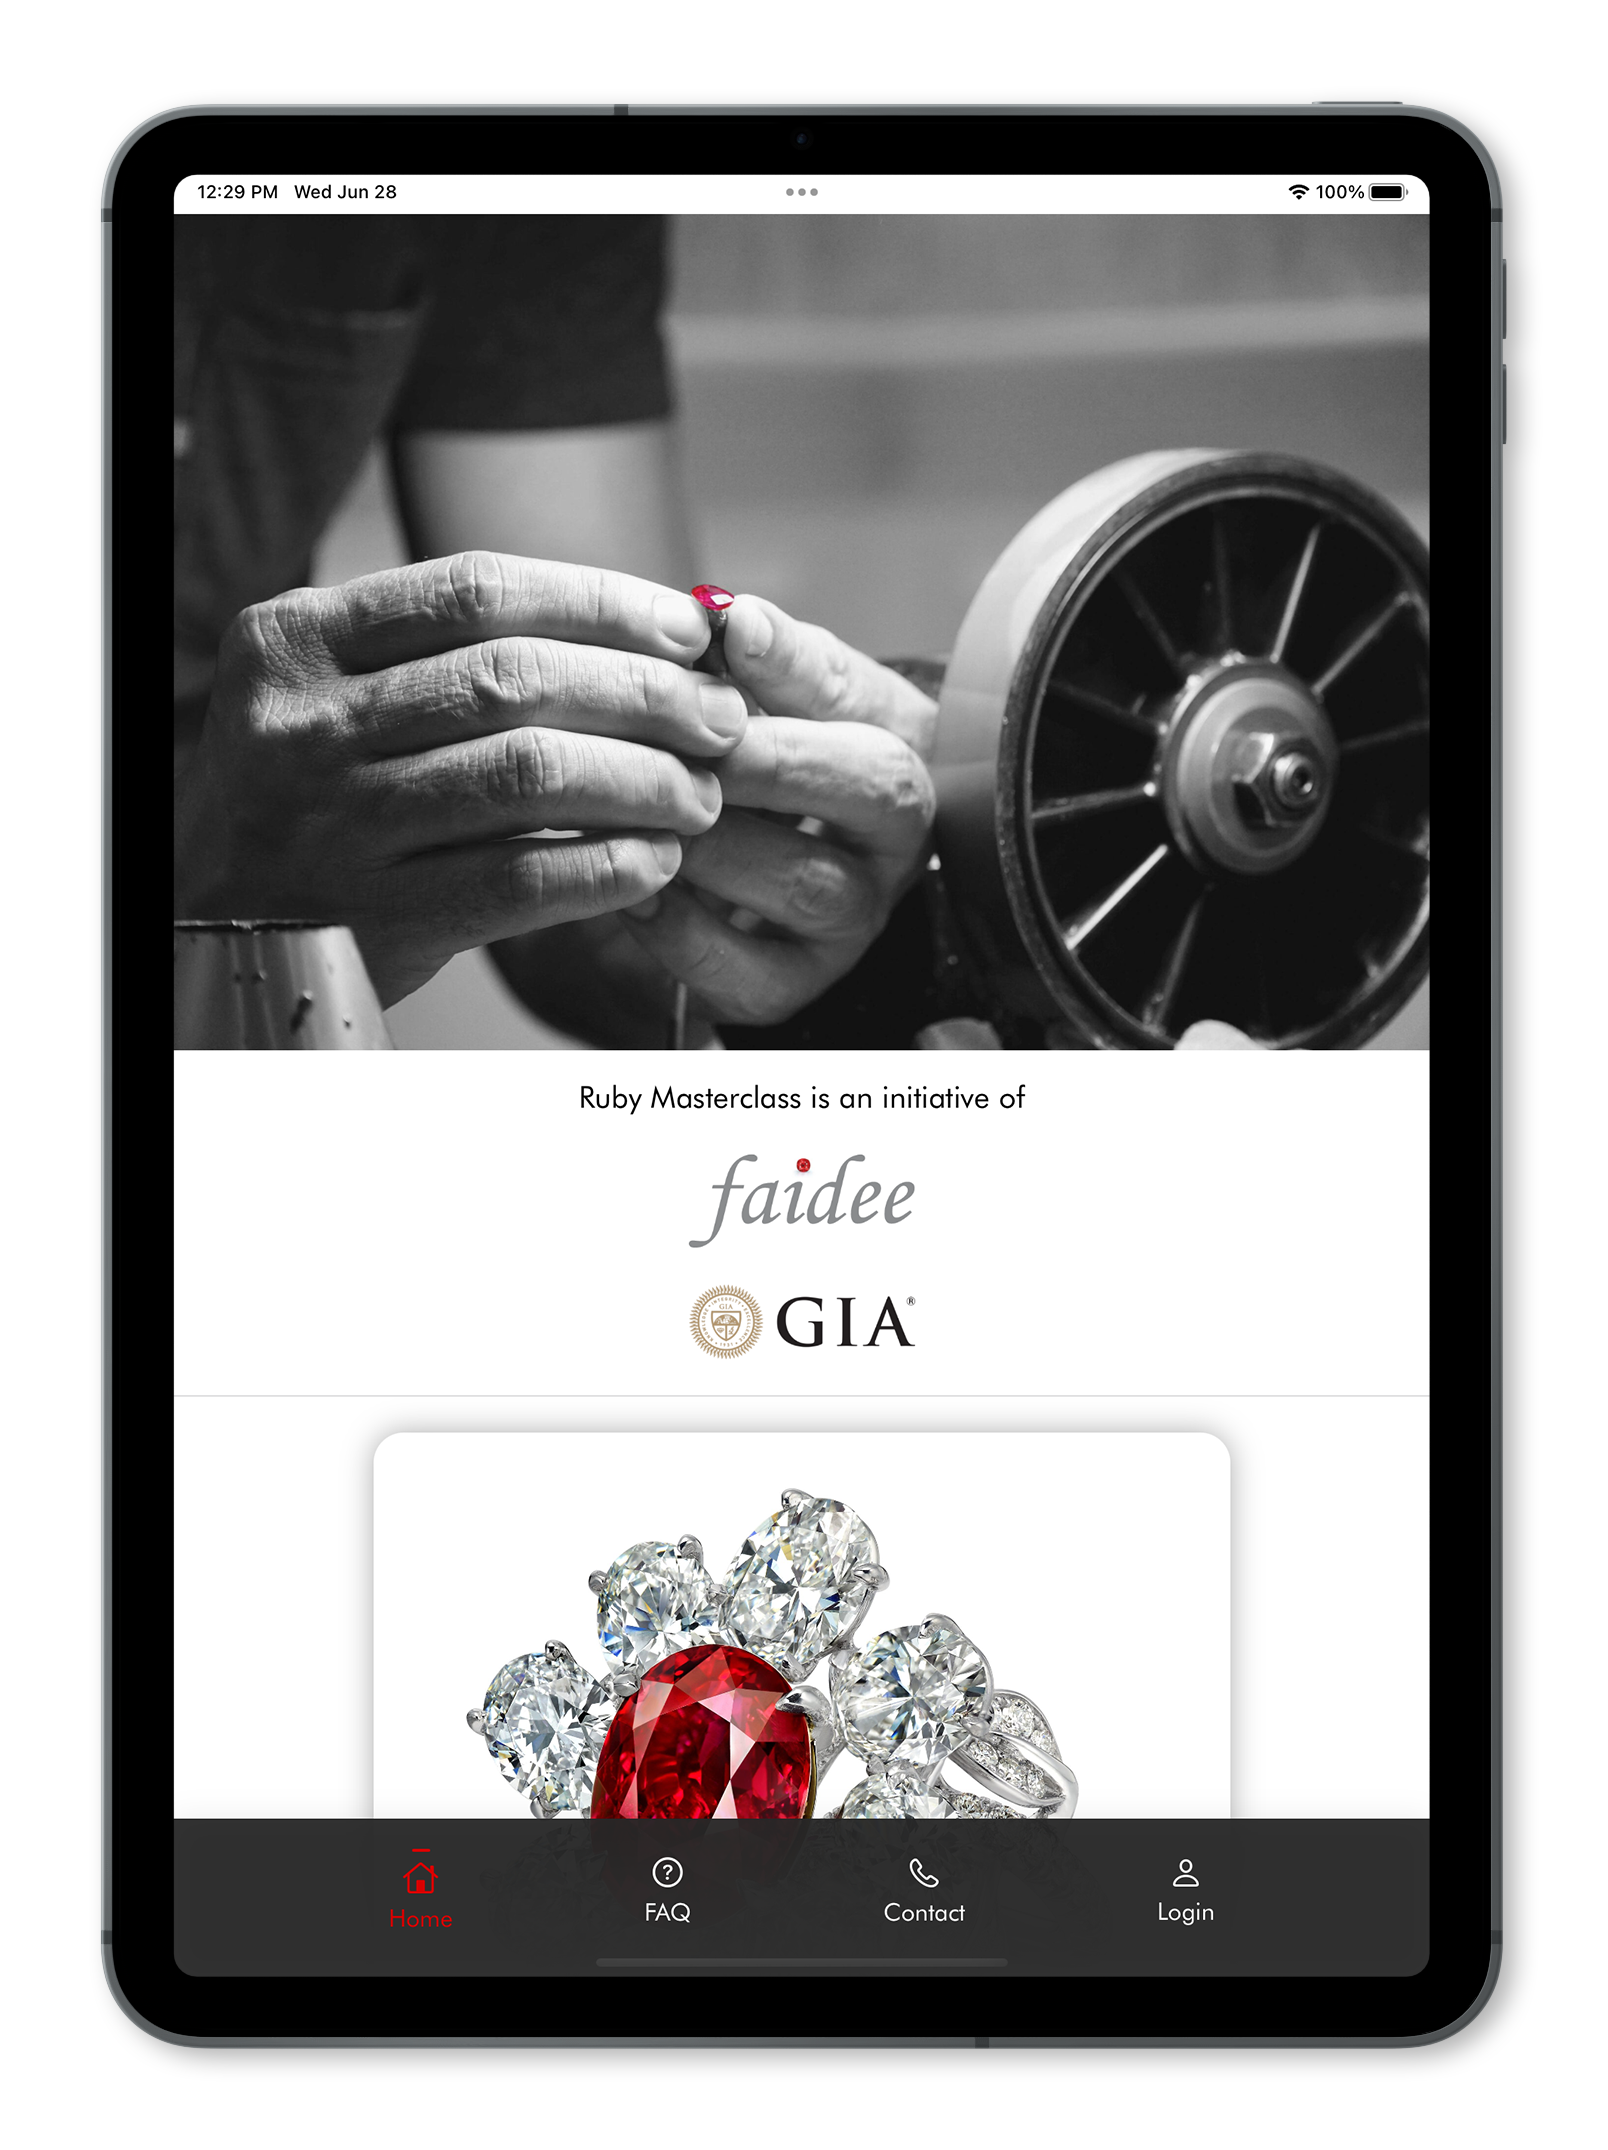 12:29 PM Wed Jun 28
100%
Ruby Masterclass is an initiative of
faidee
GIA
GIA®
Home
FAQ
Contact
Login